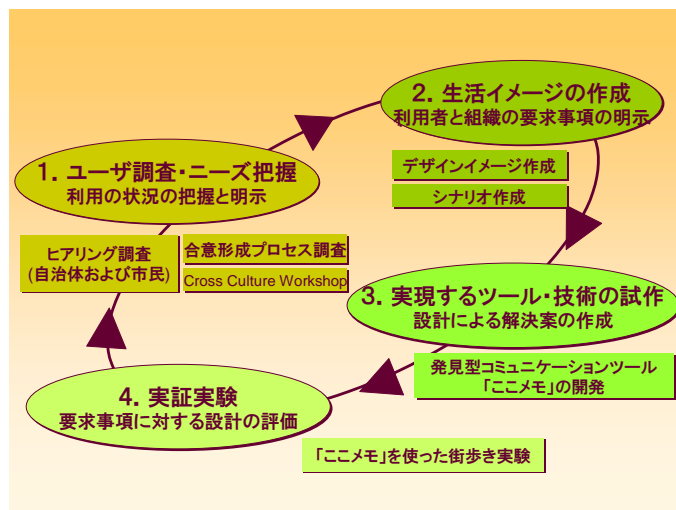 1. ユーザ調査・ニーズ把握
利用の状況の把握と明示
ヒアリング調査
(自治体および市民)
合意形成プロセス調査
Cross Culture Workshop
2. 生活イメージの作成
利用者と組織の要求事項の明示
デザインイメージ作成
シナリオ作成
3. 実現するツール・技術の試作
設計による解決案の作成
発見型コミュニケーションツール
「ここメモ」の開発
4. 実証実験
要求事項に対する設計の評価
「ここメモ」を使った街歩き実験